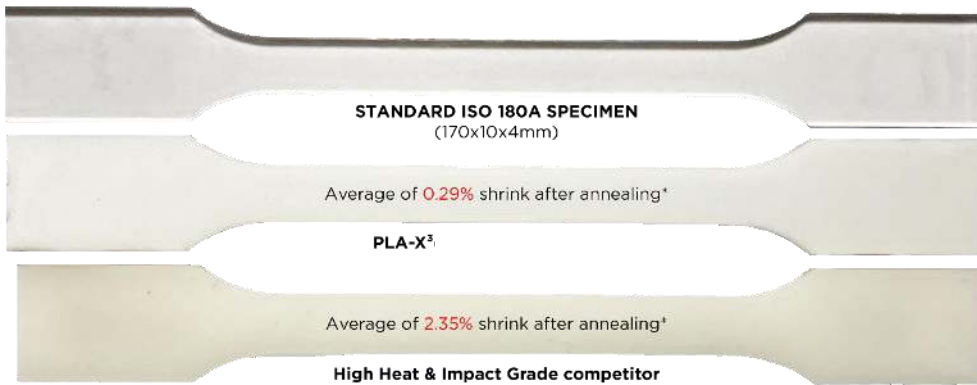 STANDARD ISO 180A SPECIMEN
(170x10x4mm)
Average of 0.29% shrink after annealing*
PLA-X³
Average of 2.35% shrink after annealing*
High Heat & Impact Grade competitor